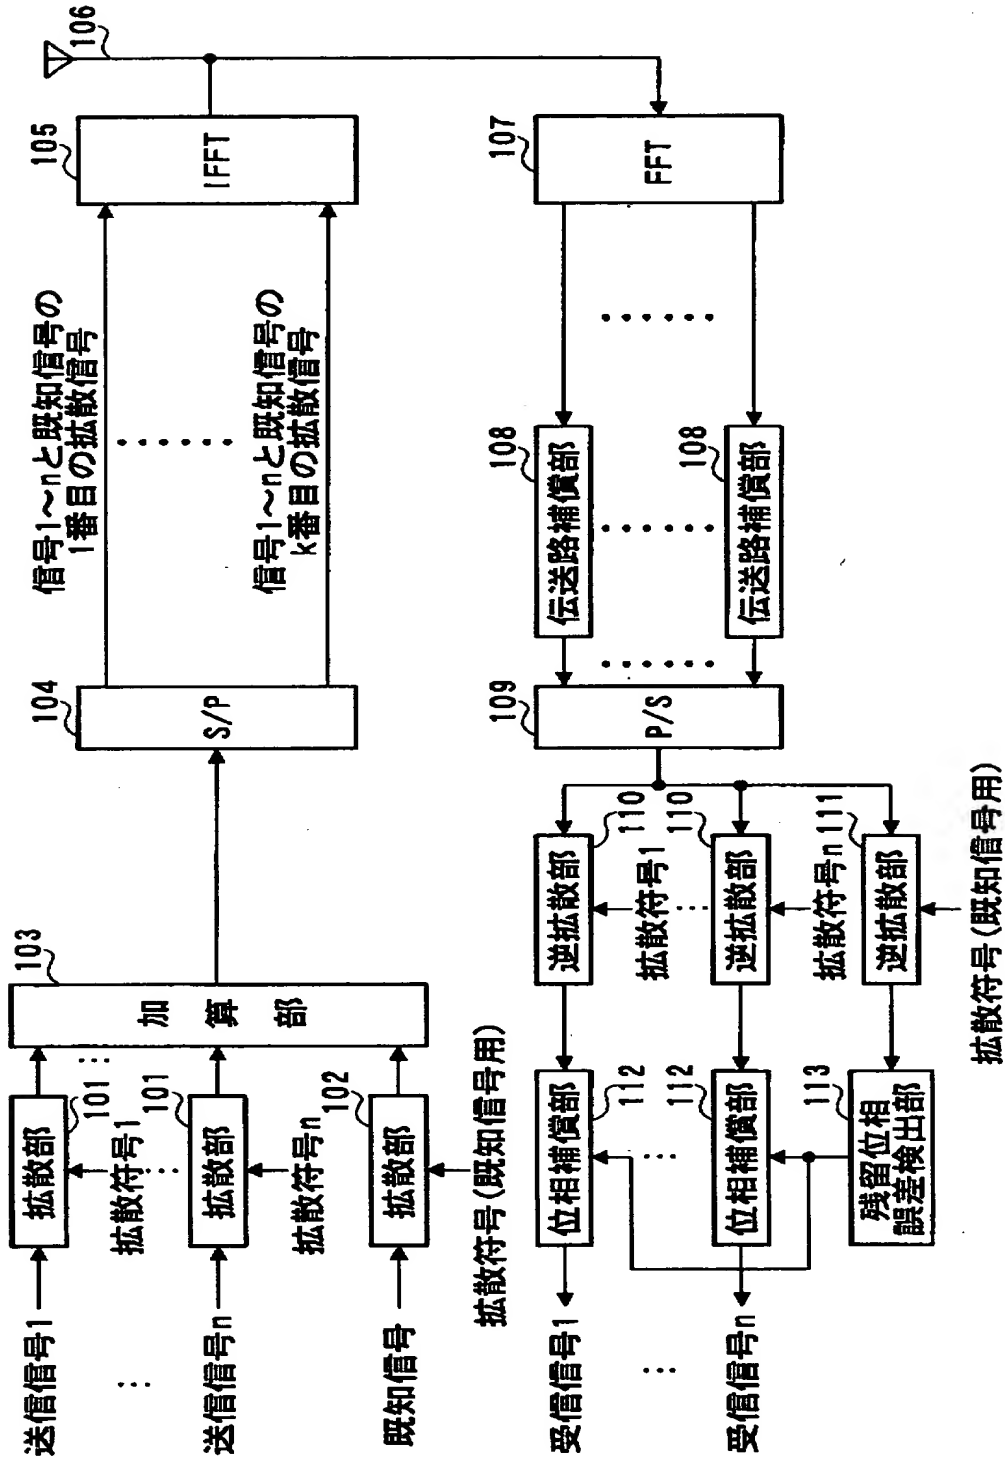 送信信号1
拡散部
101
拡散符号1
送信信号n
拡散部
101
拡散符号n
既知信号
拡散部
102
拡散符号(既知信号用)
加算部
103
S/P
104
信号1～nと既知信号の
1番目の拡散信号
信号1～nと既知信号の
k番目の拡散信号
IFFT
105
106
FFT
107
伝送路補償部
108
伝送路補償部
108
P/S
109
逆拡散部
110
拡散符号1
逆拡散部
110
拡散符号n
逆拡散部
111
拡散符号(既知信号用)
位相補償部
112
位相補償部
112
残留位相
誤差検出部
113
受信信号1
受信信号n